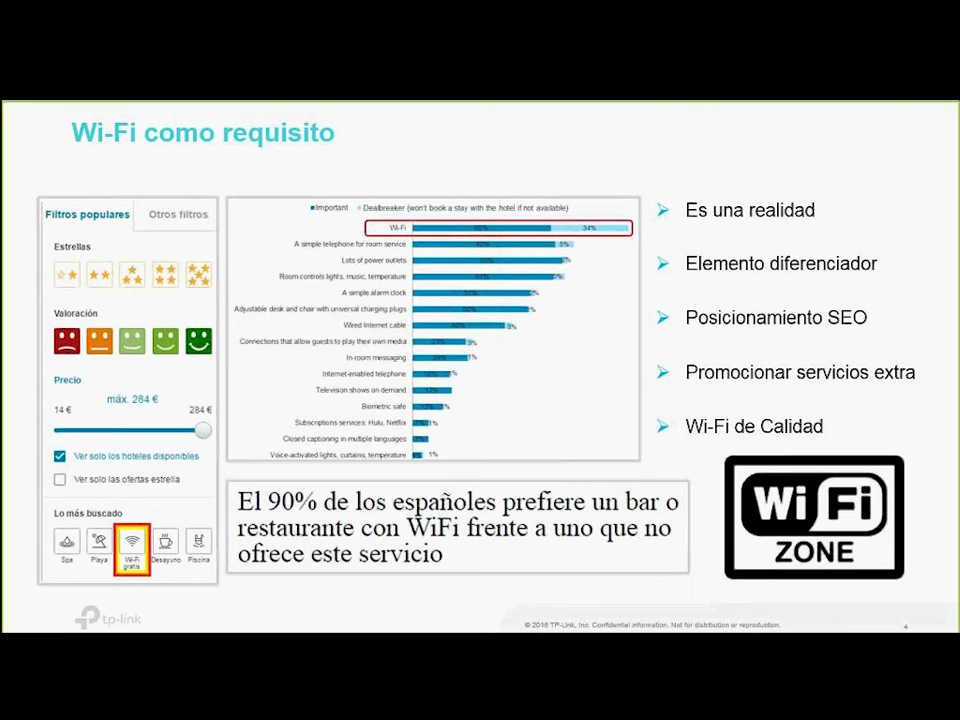 Wi-Fi como requisito
Filtros populares
Otros filtros
Estrellas
Valoración
Precio
máx. 284 €
14 €
284 €
Ver solo los hoteles disponibles
Ver solo las ofertas estrella
Lo más buscado
Spa
Playa
Wi-Fi
gratis
Desayuno
Piscina
Important
Dealbreaker (won't book a stay with the hotel if not available)
Wi-Fi
34%
A simple telephone for room service
Lots of power outlets
Room controls lights, music, temperature
A simple alarm clock
Adjustable desk and chair with universal charging plugs
Wired Internet cable
Connections that allow guests to play their own media
In-room messaging
1%
Internet-enabled telephone
Television shows on demand
Biometric safe
Subscriptions services: Hulu, Netflix
1%
Closed captioning in multiple languages
Voice-activated lights, curtains, temperature
1%
El 90% de los españoles prefiere un bar o
restaurante con WiFi frente a uno que no
ofrece este servicio
Es una realidad
Elemento diferenciador
Posicionamiento SEO
Promocionar servicios extra
Wi-Fi de Calidad
Wi Fi
ZONE
tp-link
© 2016 TP-Link, Inc. Confidential information. Not for distribution or reproduction.
4